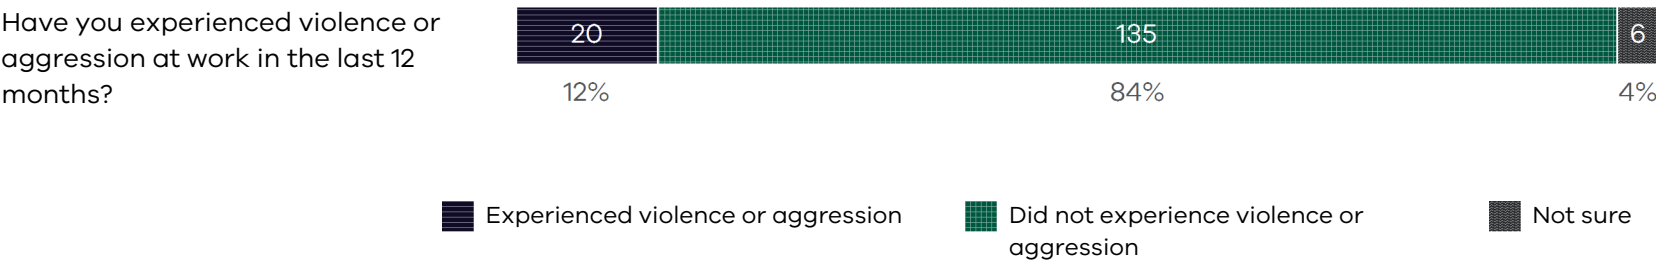 Have you experienced violence or
aggression at work in the last 12
months?
20 135 6
12% 84% 4%
Experienced violence or aggression
Did not experience violence or
aggression
Not sure